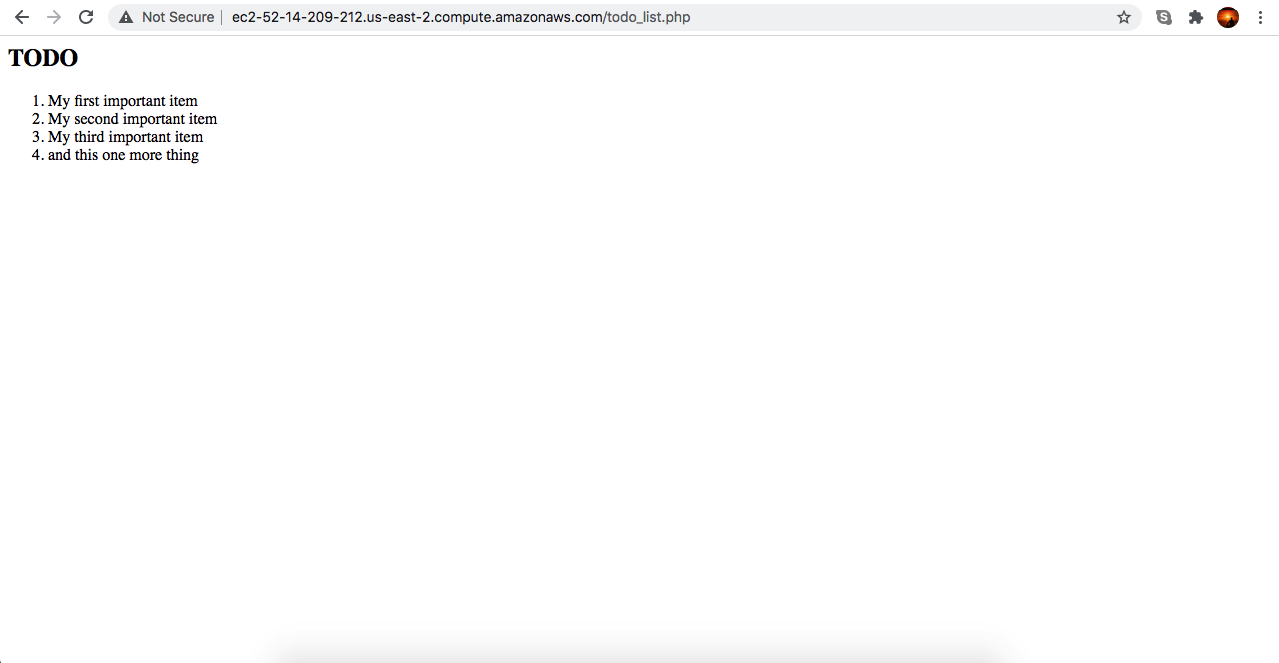 Not Secure | ec2-52-14-209-212.us-east-2.compute.amazonaws.com/todo_list.php
TODO
1. My first important item
2. My second important item
3. My third important item
4. and this one more thing